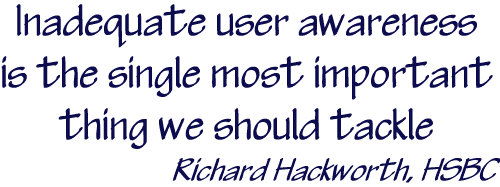 Inadequate user awareness
is the single most important
thing we should tackle
Richard Hackworth, HSBC